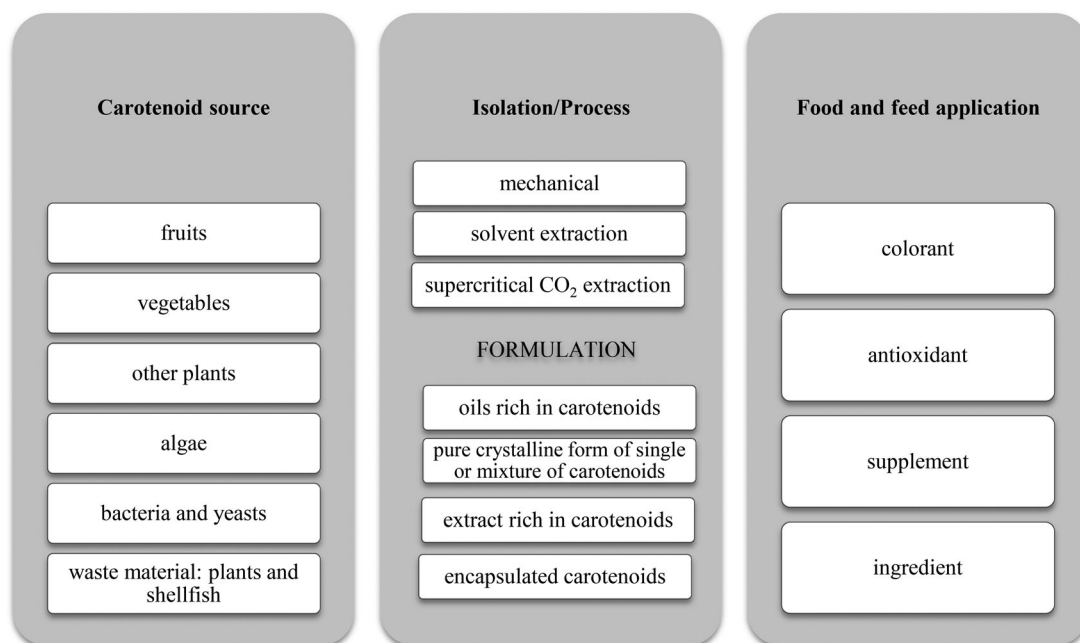 Carotenoid source
fruits
vegetables
other plants
algae
bacteria and yeasts
waste material: plants and
shellfish
Isolation/Process
mechanical
solvent extraction
supercritical CO₂ extraction
FORMULATION
oils rich in carotenoids
pure crystalline form of single
or mixture of carotenoids
extract rich in carotenoids
encapsulated carotenoids
Food and feed application
colorant
antioxidant
supplement
ingredient